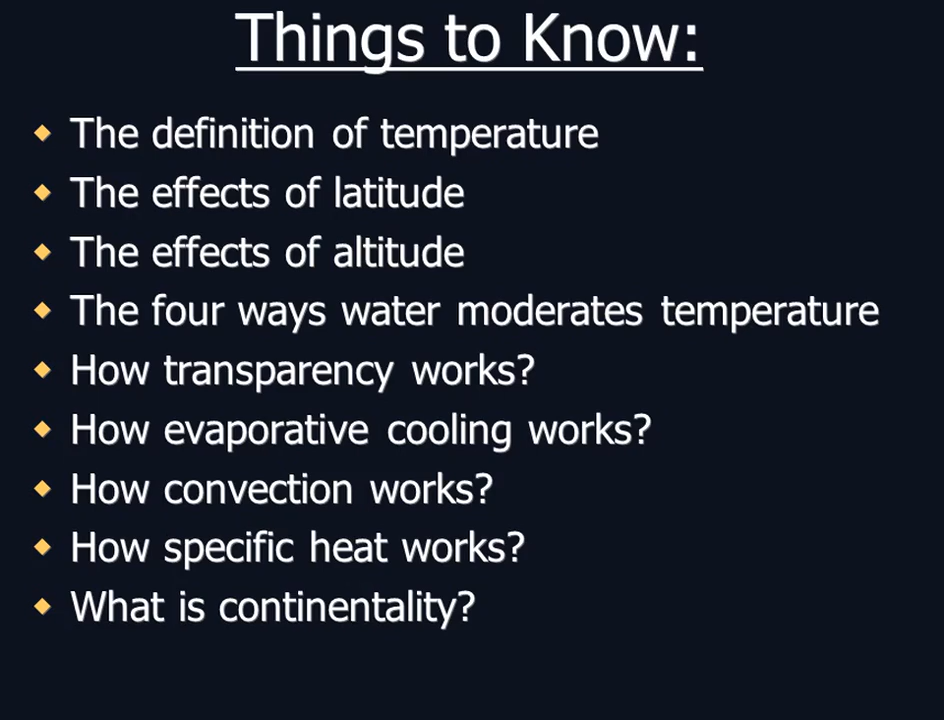 Things to Know:
The definition of temperature
The effects of latitude
The effects of altitude
The four ways water moderates temperature
How transparency works?
How evaporative cooling works?
How convection works?
How specific heat works?
What is continentality?